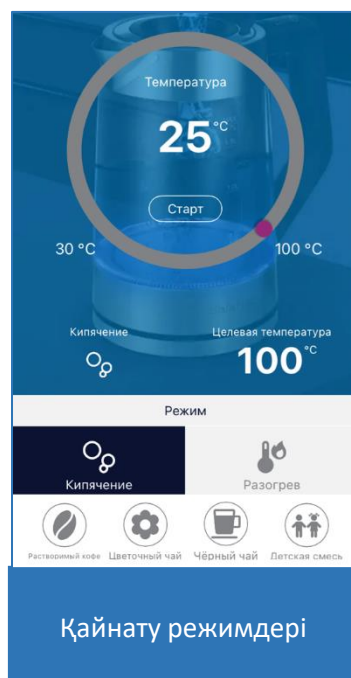 Температура
25°C
Старт
30 °C
100 °C
Кипячение
Целевая температура
100°C
Режим
Кипячение
Разогрев
Растворимый кофе
Цветочный чай
Чёрный чай
Детская смесь
Қайнату режимдері